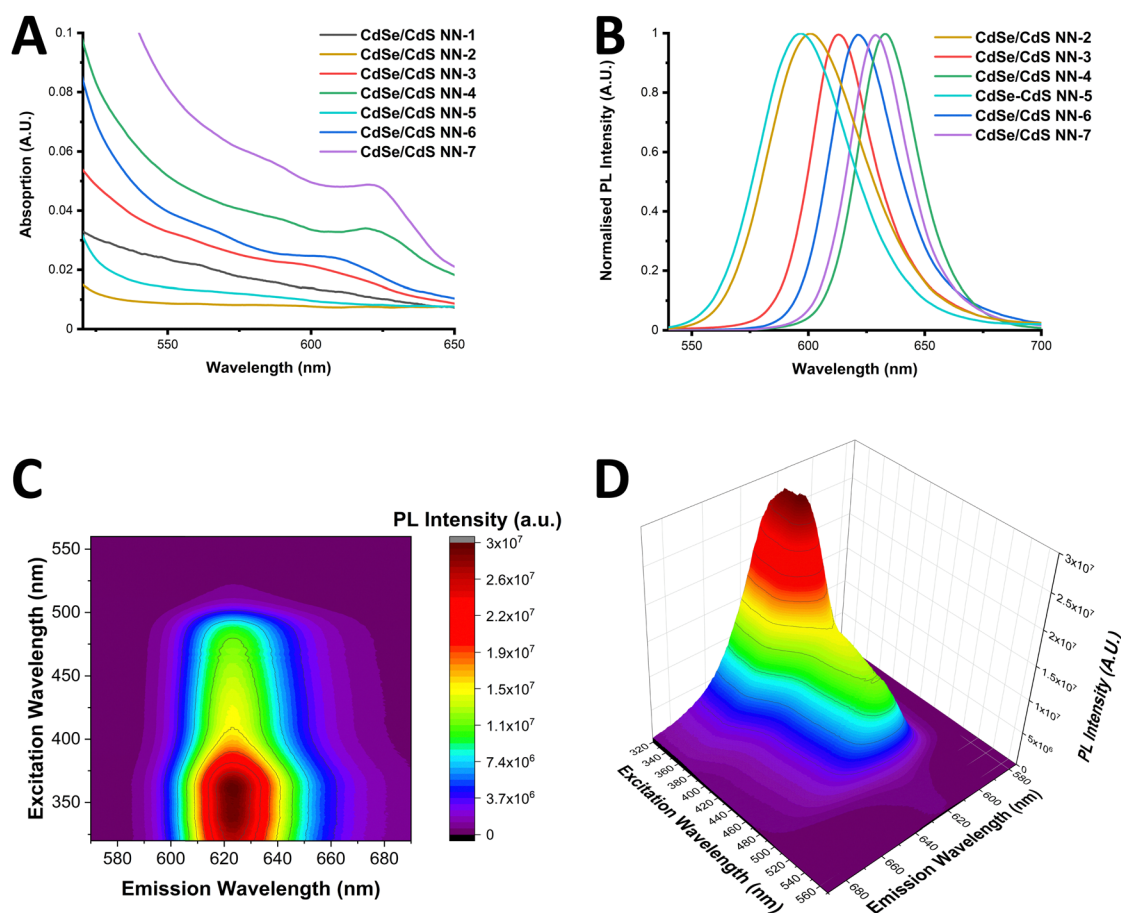 A
Absoprtion (A.U.)
0.1
0.08
0.06
0.04
0.02
0
550
600
650
Wavelength (nm)
CdSe/CdS NN-1
CdSe/CdS NN-2
CdSe/CdS NN-3
CdSe/CdS NN-4
CdSe/CdS NN-5
CdSe/CdS NN-6
CdSe/CdS NN-7
B
Normalised PL Intensity (A.U.)
1
0.8
0.6
0.4
0.2
0
550
600
650
700
Wavelength (nm)
CdSe/CdS NN-2
CdSe/CdS NN-3
CdSe/CdS NN-4
CdSe-CdS NN-5
CdSe/CdS NN-6
CdSe/CdS NN-7
C
Excitation Wavelength (nm)
550
500
450
400
350
580
600
620
640
660
680
Emission Wavelength (nm)
PL Intensity (a.u.)
3x10⁷
2.6x10⁷
2.2x10⁷
1.9x10⁷
1.5x10⁷
1.1x10⁷
7.4x10⁶
3.7x10⁶
0
D
3x10⁷
2.5x10⁷
2x10⁷
1.5x10⁷
1x10⁷
5x10⁶
0
PL Intensity (A.U.)
320
340
360
380
400
420
440
460
480
500
520
540
560
Excitation Wavelength (nm)
580
600
620
640
660
680
Emission Wavelength (nm)